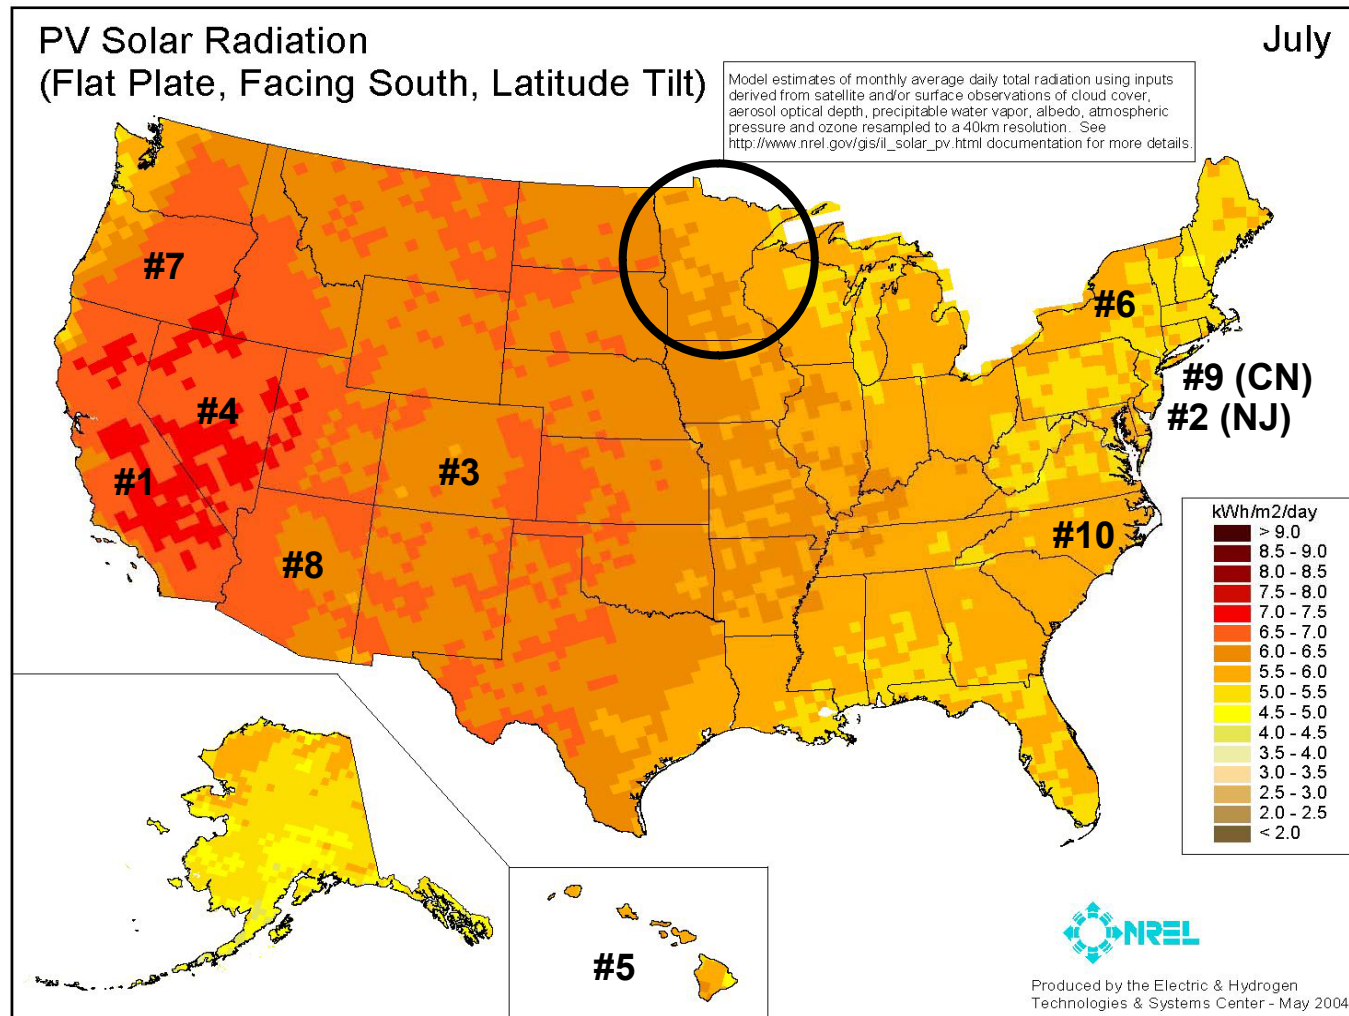 PV Solar Radiation
(Flat Plate, Facing South, Latitude Tilt)
July
Model estimates of monthly average daily total radiation using inputs
derived from satellite and/or surface observations of cloud cover,
aerosol optical depth, precipitable water vapor, albedo, atmospheric
pressure and ozone resampled to a 40km resolution. See
http://www.nrel.gov/gis/il_solar_pv.html documentation for more details.
#7
#6
#9 (CN)
#2 (NJ)
#4
#3
#1
#10
#8
#5
kWh/m2/day
> 9.0
8.5 - 9.0
8.0 - 8.5
7.5 - 8.0
7.0 - 7.5
6.5 - 7.0
6.0 - 6.5
5.5 - 6.0
5.0 - 5.5
4.5 - 5.0
4.0 - 4.5
3.5 - 4.0
3.0 - 3.5
2.5 - 3.0
2.0 - 2.5
< 2.0
NREL
Produced by the Electric & Hydrogen
Technologies & Systems Center - May 2004